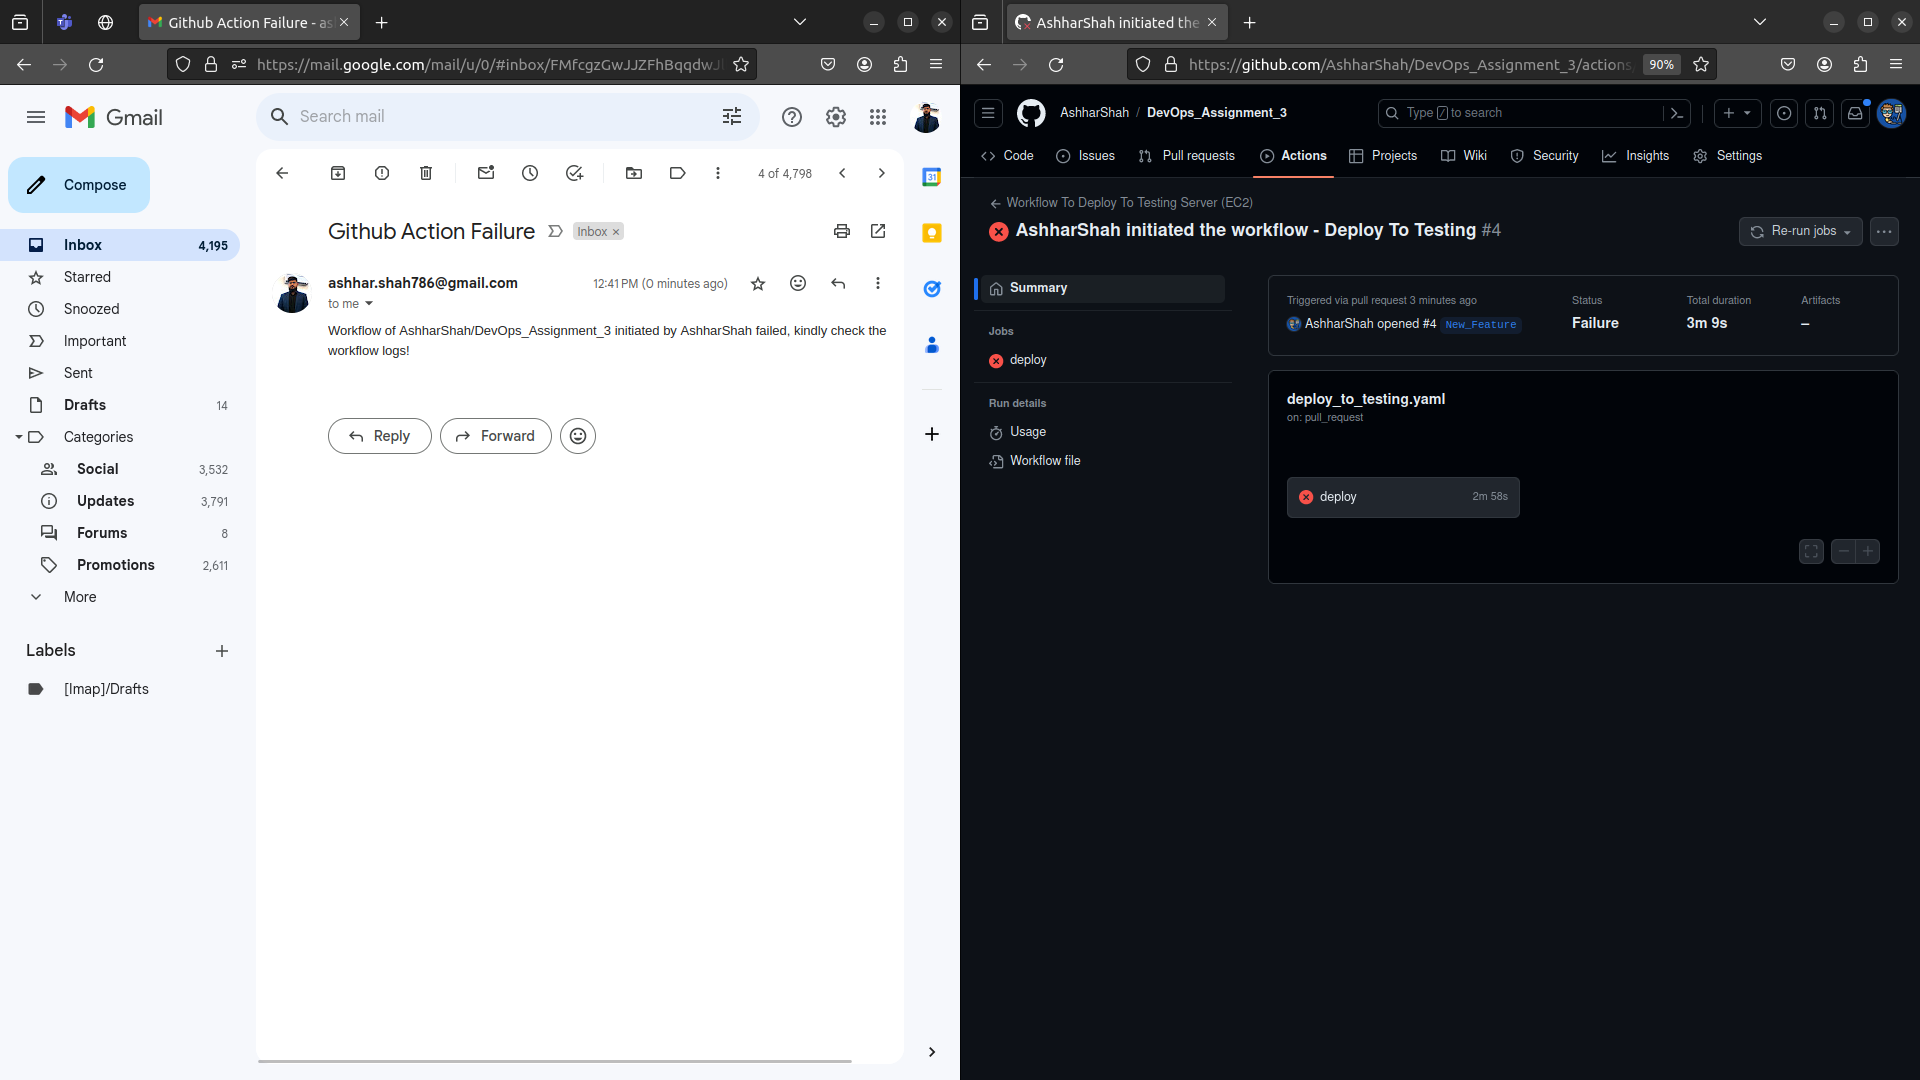 Github Action Failure - as
https://mail.google.com/mail/u/0/#inbox/FMfcgzGwJJZFhBqqdwJ
Gmail
Search mail
Compose
4 of 4,798
Inbox 4,195
Starred
Snoozed
Important
Sent
Drafts 14
Categories
Social 3,532
Updates 3,791
Forums 8
Promotions 2,611
More
Labels
[Imap]/Drafts
Github Action Failure Inbox ×
ashhar.shah786@gmail.com 12:41 PM (0 minutes ago)
to me
Workflow of AshharShah/DevOps_Assignment_3 initiated by AshharShah failed, kindly check the
workflow logs!
Reply Forward
31
AshharShah initiated the
https://github.com/AshharShah/DevOps_Assignment_3/actions 90%
AshharShah / DevOps_Assignment_3
Type / to search
Code Issues Pull requests Actions Projects Wiki Security Insights Settings
Workflow To Deploy To Testing Server (EC2)
AshharShah initiated the workflow - Deploy To Testing #4
Re-run jobs
Summary
Jobs
deploy
Run details
Usage
Workflow file
Triggered via pull request 3 minutes ago
AshharShah opened #4 New_Feature
Status
Failure
Total duration
3m 9s
Artifacts
–
deploy_to_testing.yaml
on: pull_request
deploy 2m 58s